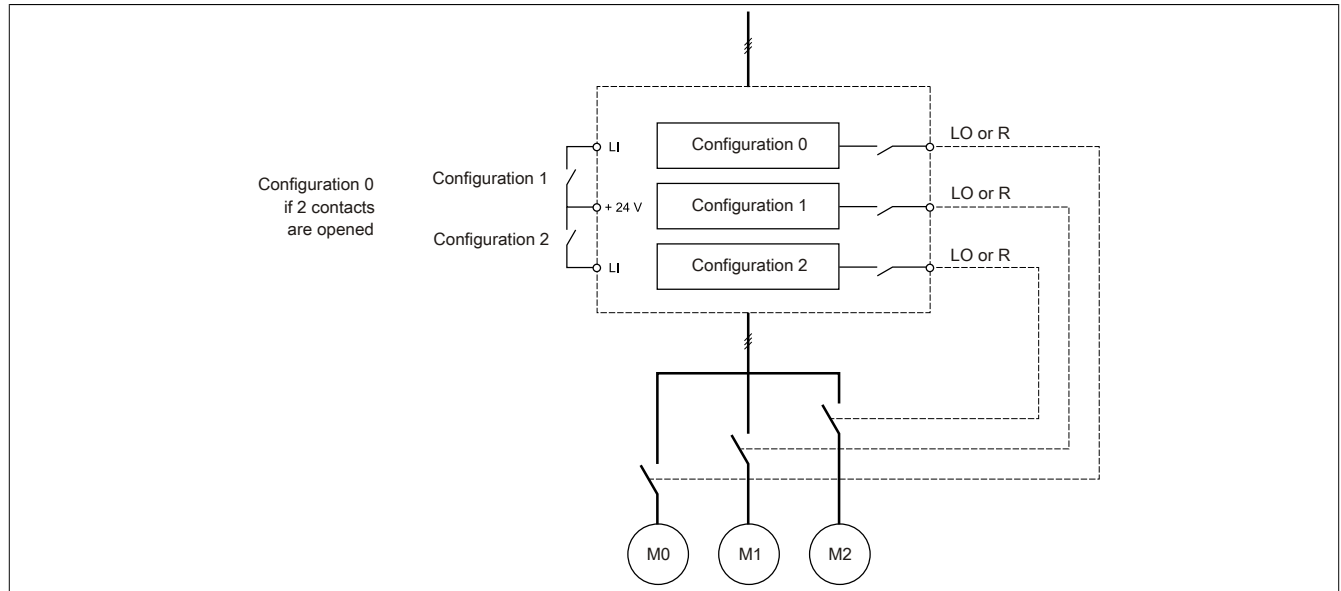 LO or R
LI
Configuration 0
Configuration 1
Configuration 0
if 2 contacts
are opened
+ 24 V
Configuration 1
LO or R
Configuration 2
LI
Configuration 2
LO or R
M0
M1
M2